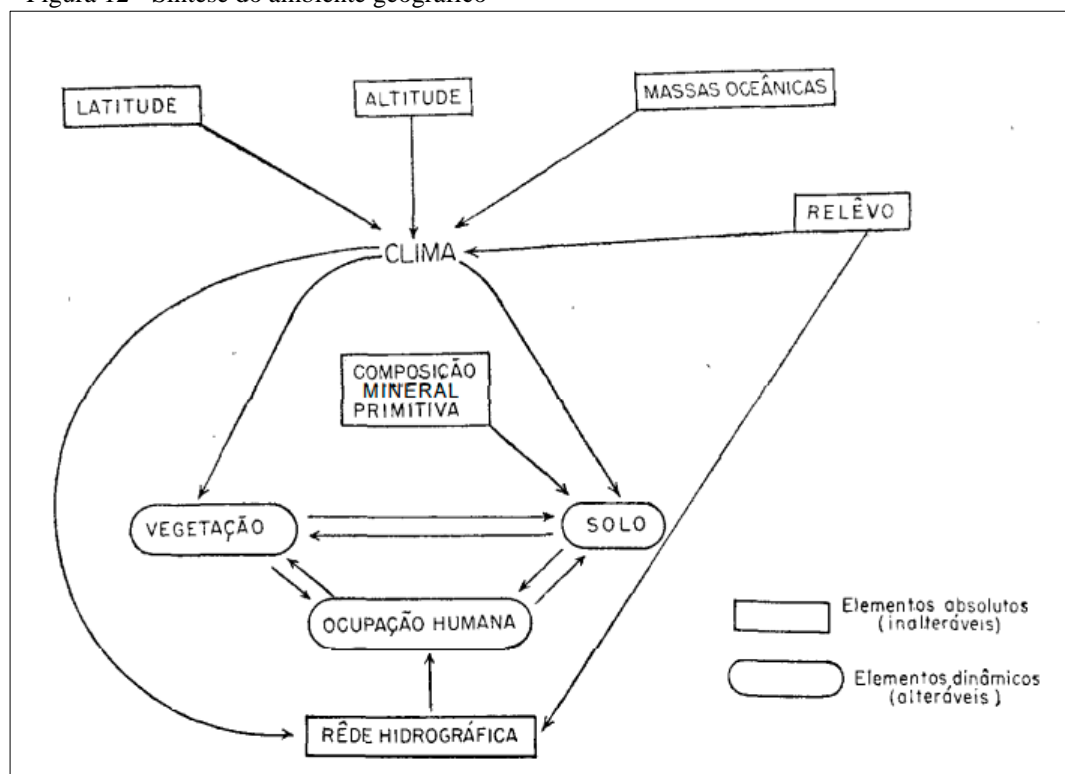 Figura 12 - Síntese do ambiente geográfico
LATITUDE
ALTITUDE
MASSAS OCEÂNICAS
RELÊVO
CLIMA
COMPOSIÇÃO
MINERAL
PRIMITIVA
VEGETAÇÃO
SOLO
OCUPAÇÃO HUMANA
RÊDE HIDROGRÁFICA
Elementos absolutos
(inalteráveis)
Elementos dinâmicos
(alteráveis)